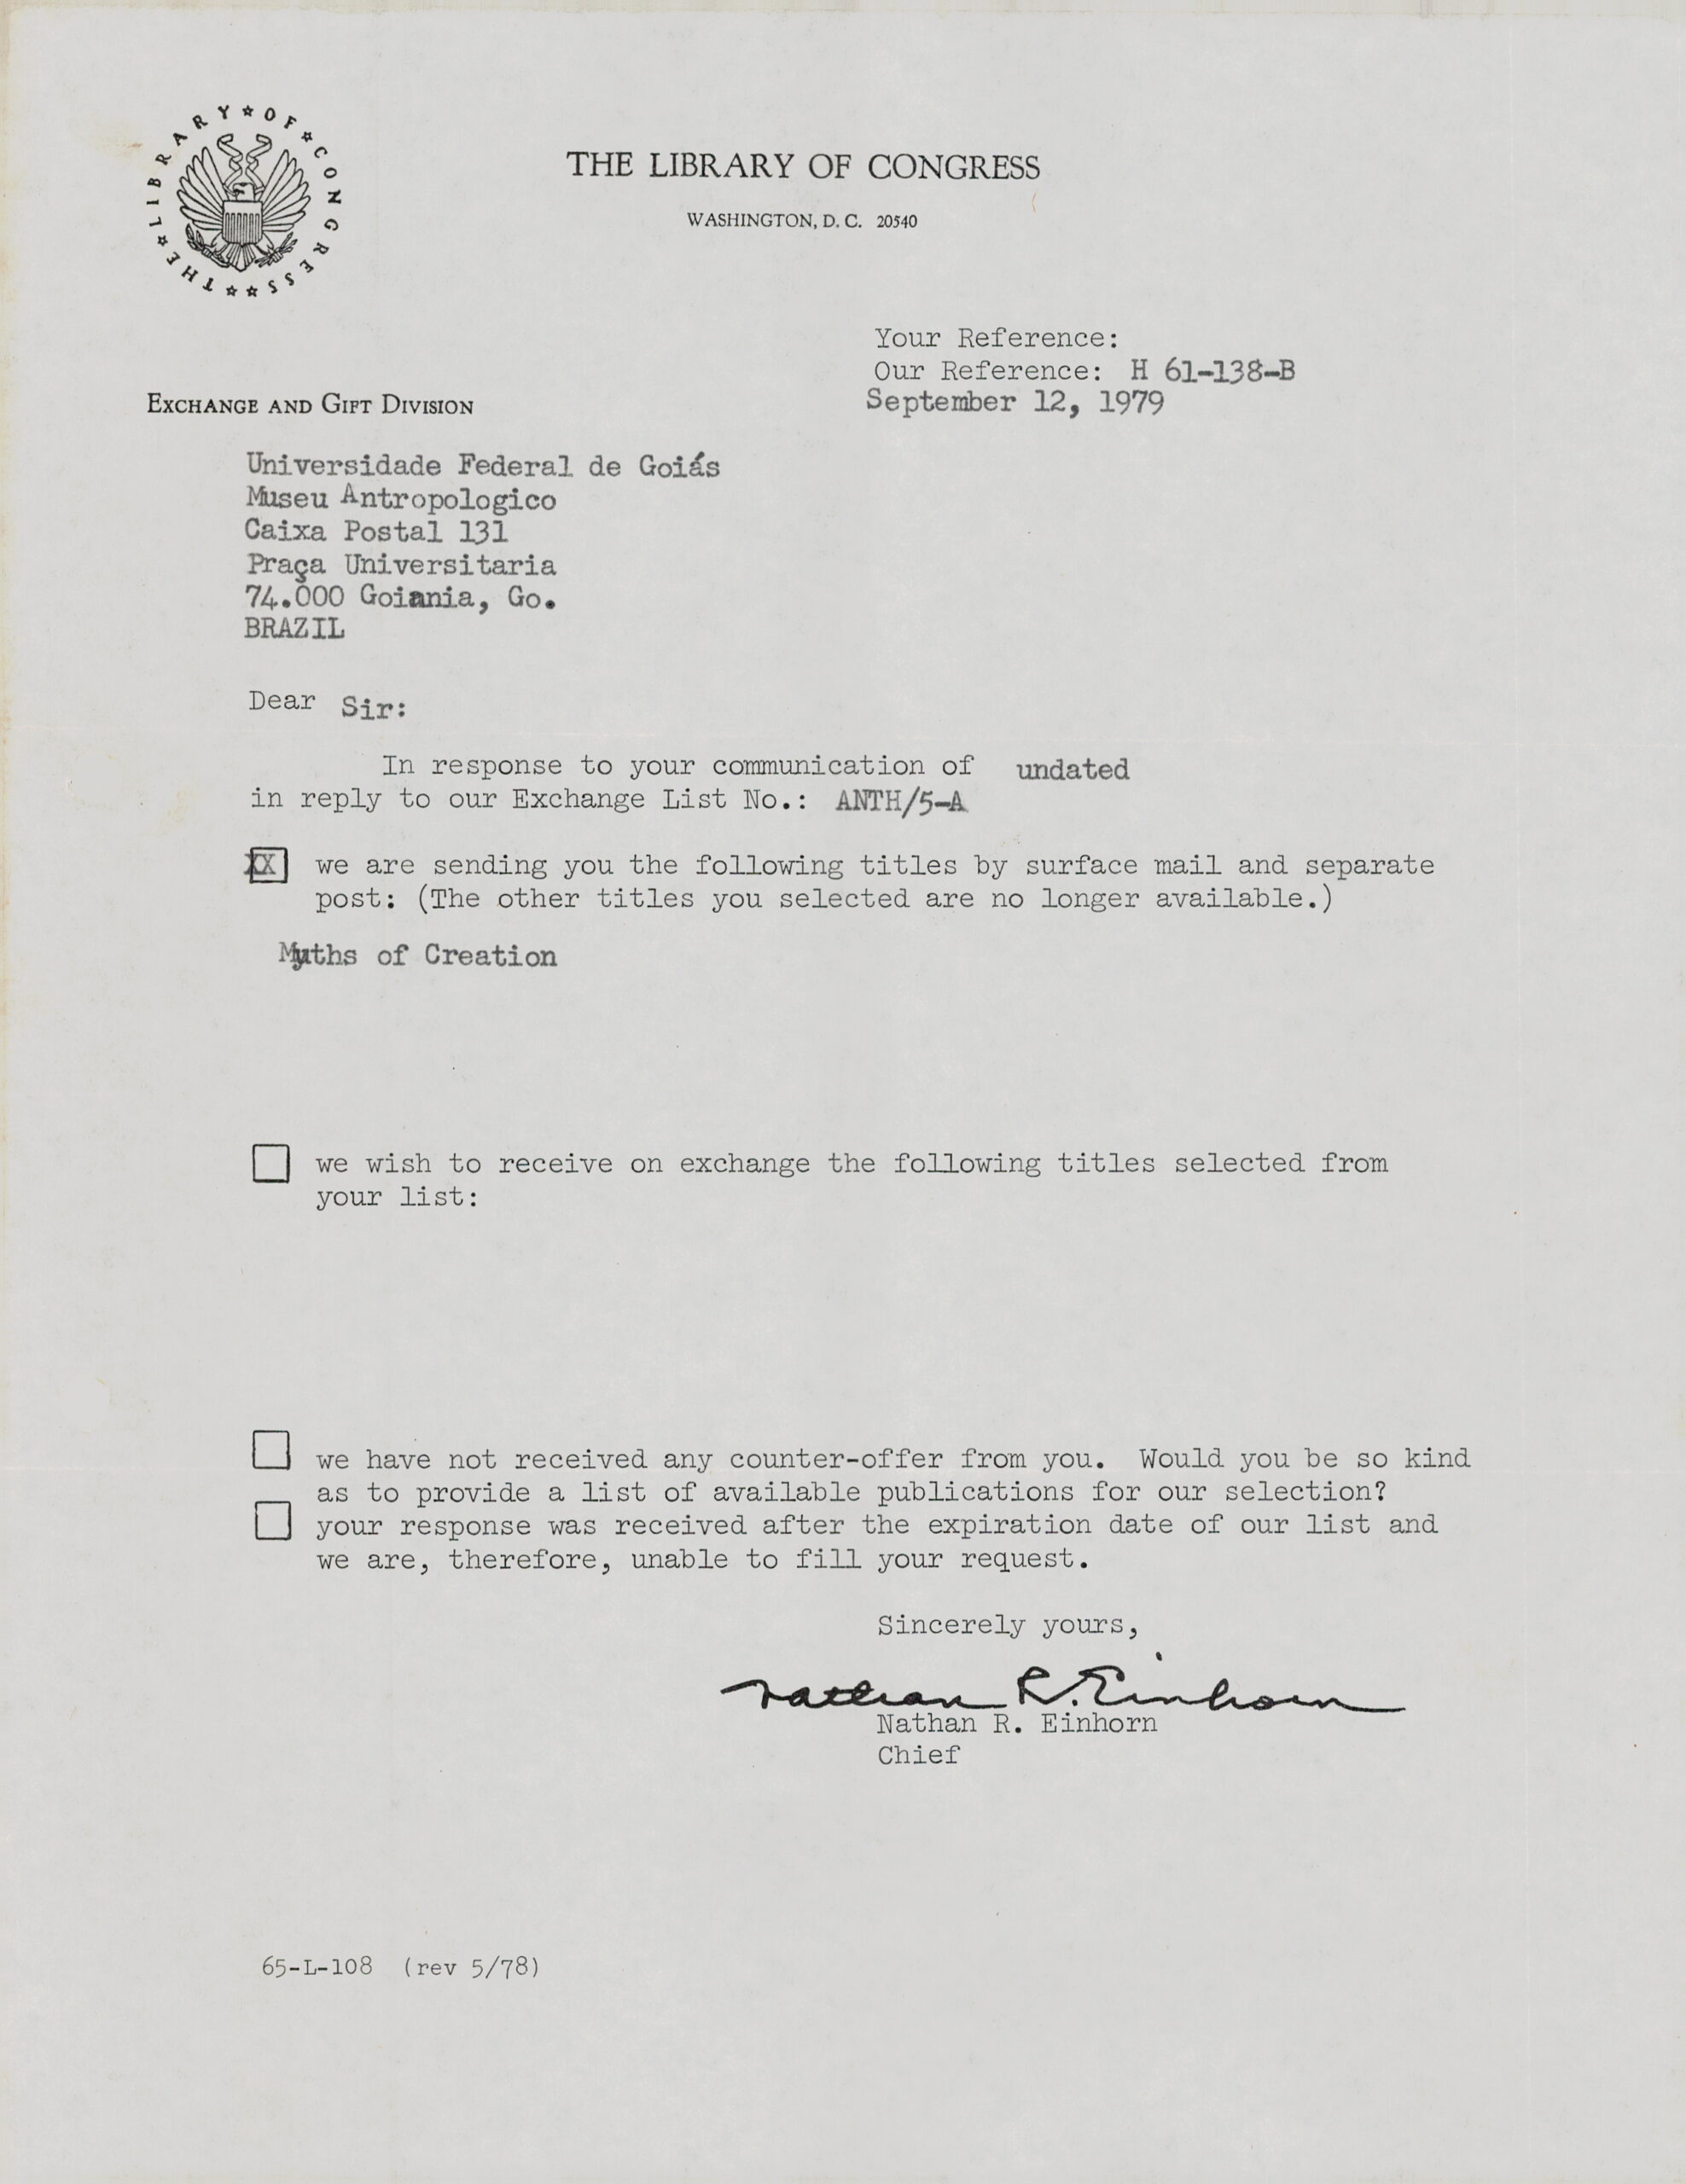 THE★LIBRARY★OF★CONGRESS★★
THE LIBRARY OF CONGRESS
WASHINGTON, D. C. 20540
Your Reference:
Our Reference: H 61-138-B
EXCHANGE AND GIFT DIVISION
September 12, 1979
Universidade Federal de Goiás
Museu Antropologico
Caixa Postal 131
Praça Universitaria
74.000 Goiania, Go.
BRAZIL
Dear Sir:
In response to your communication of undated
in reply to our Exchange List No.: ANTH/5-A
XX we are sending you the following titles by surface mail and separate
post: (The other titles you selected are no longer available.)
Myths of Creation
we wish to receive on exchange the following titles selected from
your list:
we have not received any counter-offer from you. Would you be so kind
as to provide a list of available publications for our selection?
your response was received after the expiration date of our list and
we are, therefore, unable to fill your request.
Sincerely yours,
Nathan R. Einhorn
Nathan R. Einhorn
Chief
65-L-108 (rev 5/78)